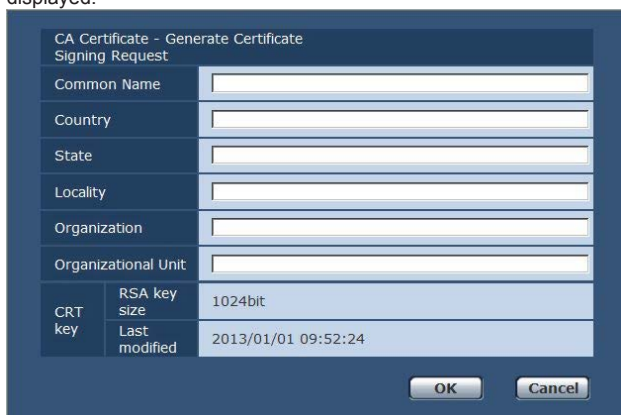 displayed.
CA Certificate - Generate Certificate
Signing Request
Common Name
Country
State
Locality
Organization
Organizational Unit
CRT
key
RSA key
size
1024bit
Last
modified
2013/01/01 09:52:24
OK
Cancel